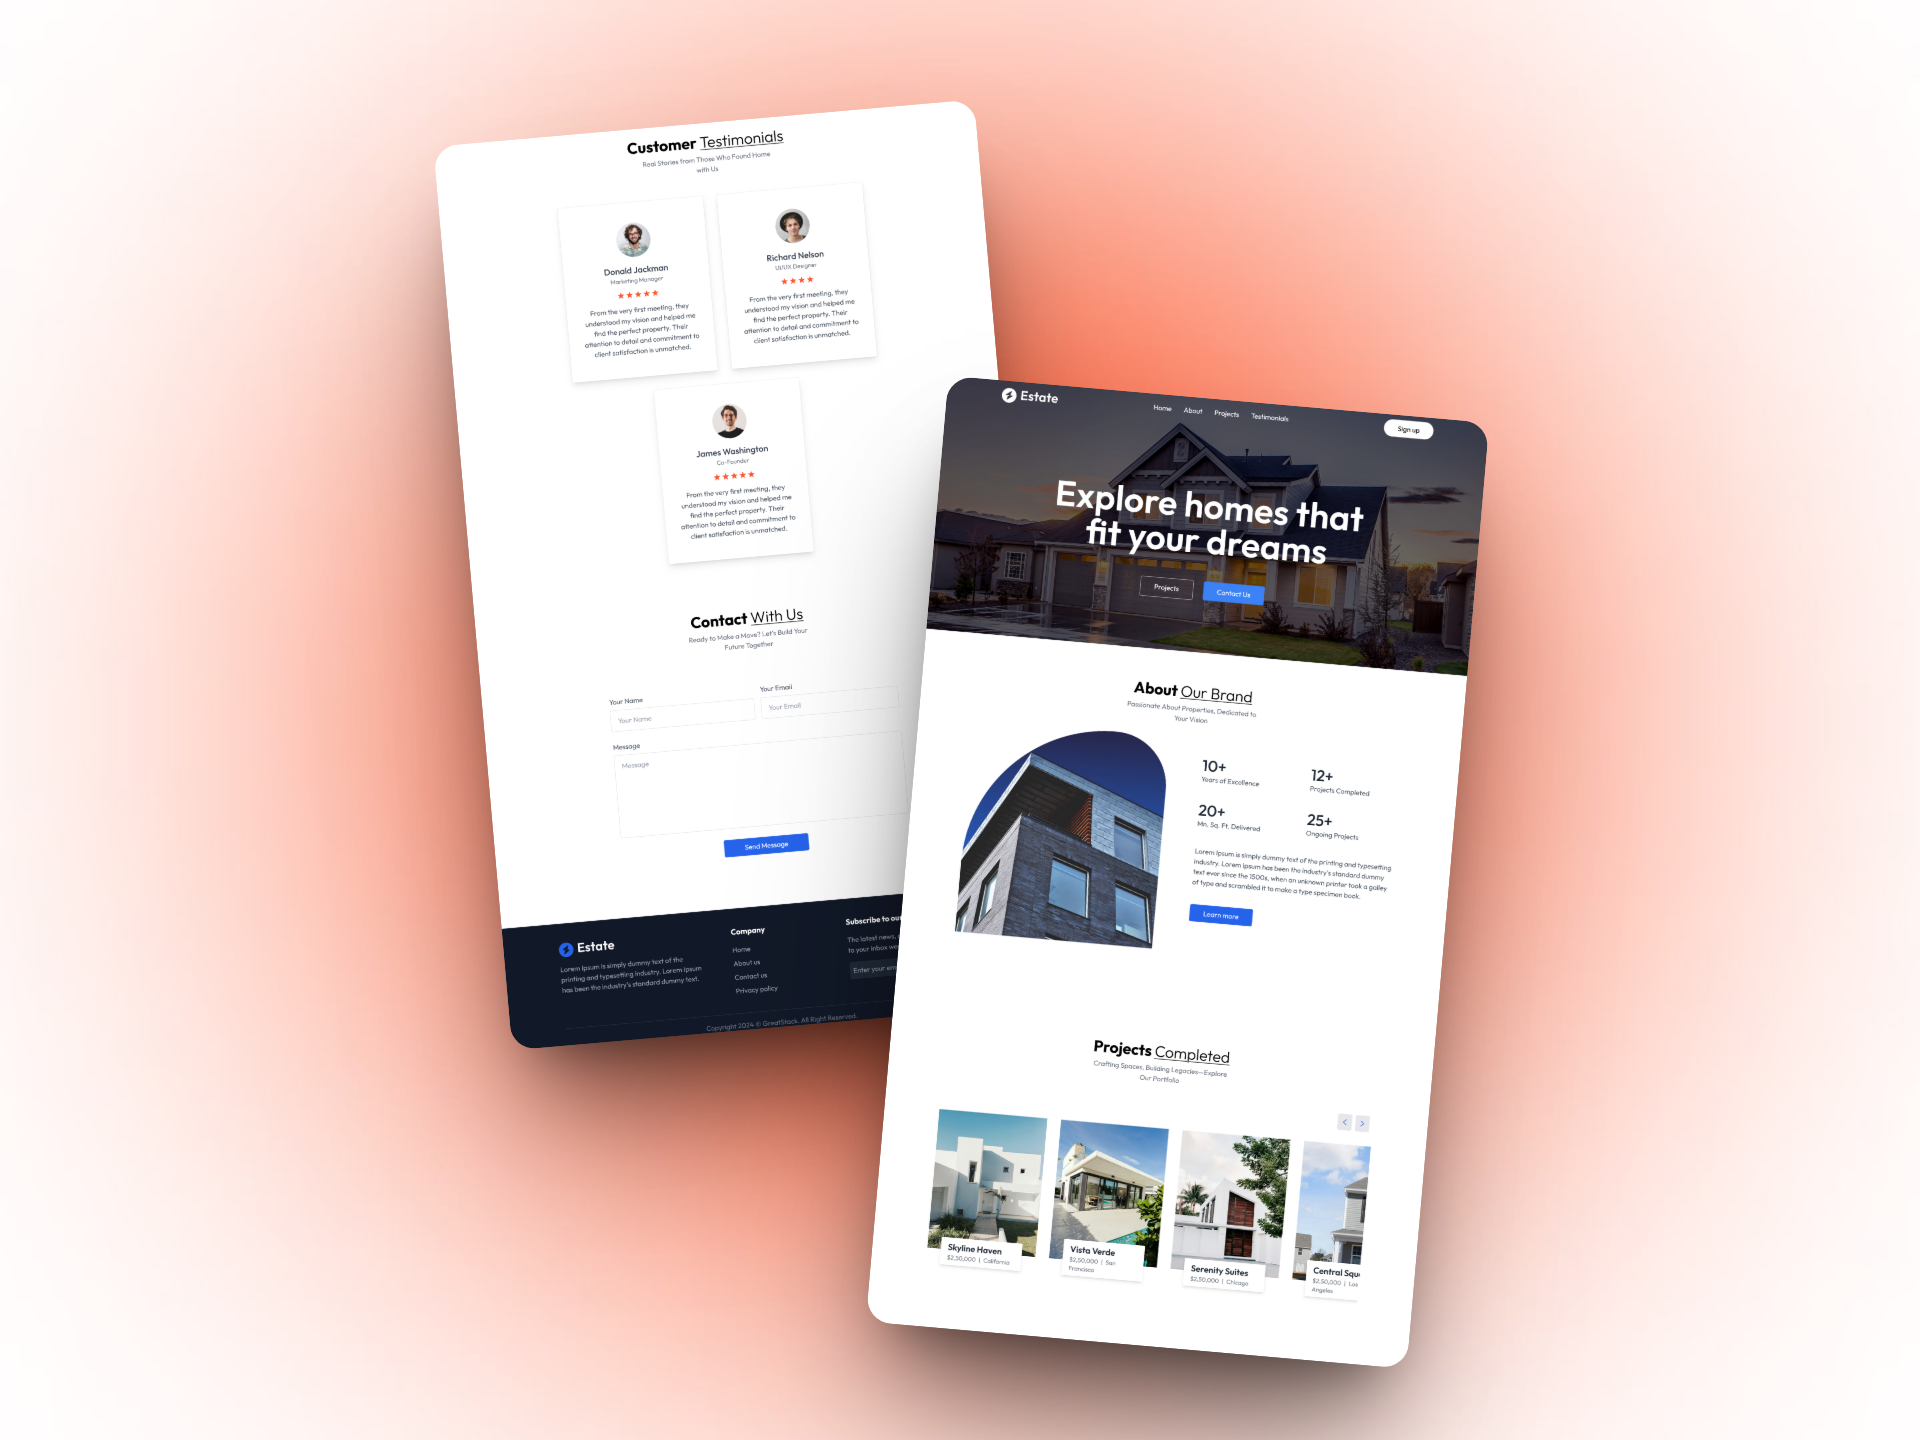 Customer Testimonials
Real Stories from Those Who Found Home
with Us
Donald Jackman
Marketing Manager
From the very first meeting, they
understood my vision and helped me
find the perfect property. Their
attention to detail and commitment to
client satisfaction is unmatched.
Richard Nelson
UI/UX Designer
From the very first meeting, they
understood my vision and helped me
find the perfect property. Their
attention to detail and commitment to
client satisfaction is unmatched.
James Washington
Co-Founder
From the very first meeting, they
understood my vision and helped me
find the perfect property. Their
attention to detail and commitment to
client satisfaction is unmatched.
Contact With Us
Ready to Make a Move? Let's Build Your
Future Together
Your Name
Your Name
Your Email
Your Email
Message
Message
Send Message
Estate
Lorem Ipsum is simply dummy text of the
printing and typesetting industry. Lorem Ipsum
has been the industry's standard dummy text.
Company
Home
About us
Contact us
Privacy policy
Subscribe to our
The latest news,
to your inbox
Enter your
Copyright 2024 © GreatStack. All Right Reserved.
Estate
Home
About
Projects
Testimonials
Sign up
Explore homes that
fit your dreams
Projects
Contact Us
About Our Brand
Passionate About Properties, Dedicated to
Your Vision
10+
Years of Excellence
12+
Projects Completed
20+
Mn. Sq. Ft. Delivered
25+
Ongoing Projects
Lorem Ipsum is simply dummy text of the printing and typesetting
industry. Lorem Ipsum has been the industry's standard dummy
text ever since the 1500s, when an unknown printer took a galley
of type and scrambled it to make a type specimen book.
Learn more
Projects Completed
Crafting Spaces, Building Legacies—Explore
Our Portfolio
Skyline Haven
$2,50,000 | California
Vista Verde
$2,50,000 | San
Francisco
Serenity Suites
$2,50,000 | Chicago
Central
$2,50,000 | Los
Angeles